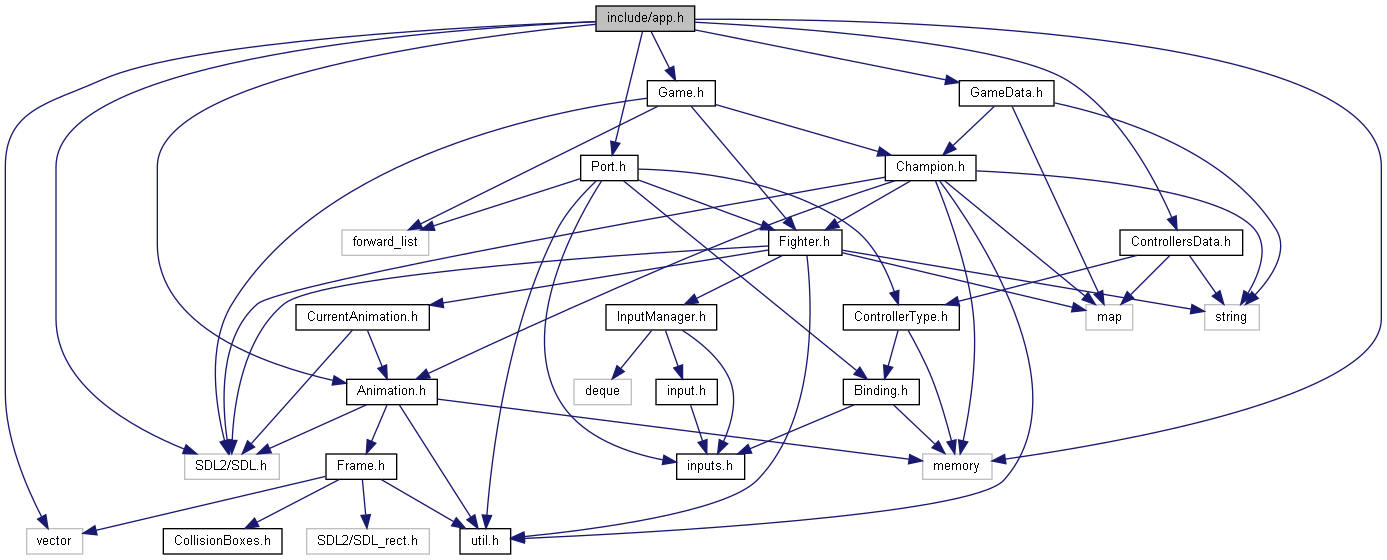 include/app.h
Game.h
GameData.h
Port.h
Champion.h
forward_list
Fighter.h
ControllersData.h
CurrentAnimation.h
InputManager.h
ControllerType.h
map
string
Animation.h
deque
input.h
Binding.h
SDL2/SDL.h
Frame.h
inputs.h
memory
vector
CollisionBoxes.h
SDL2/SDL_rect.h
util.h